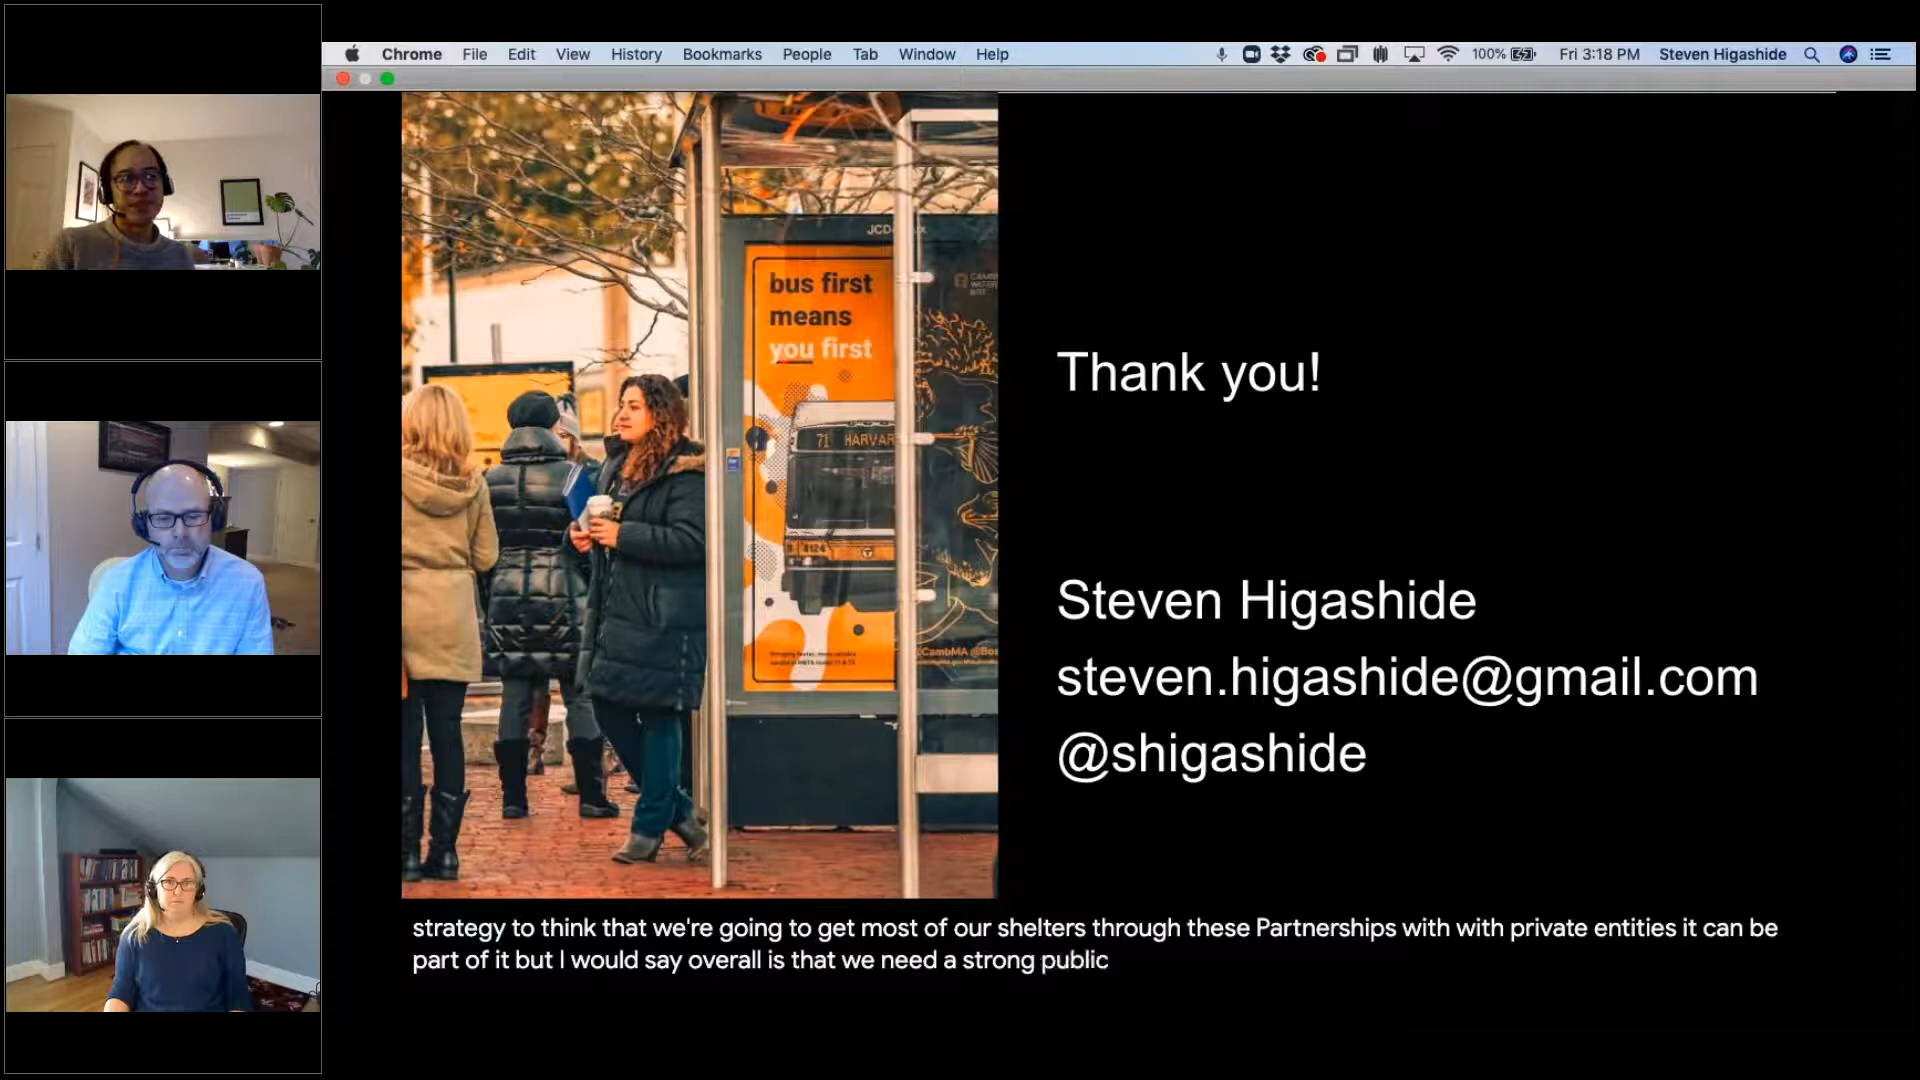 Chrome File Edit View History Bookmarks People Tab Window Help 100% Fri 3:18 PM Steven Higashide
bus first
means
you first
71 HARVAR
4124
Thank you!
Steven Higashide
steven.higashide@gmail.com
@shigashide
strategy to think that we're going to get most of our shelters through these Partnerships with with private entities it can be
part of it but I would say overall is that we need a strong public